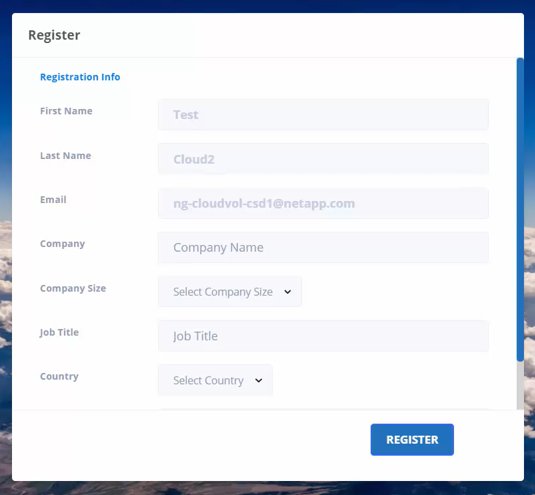 Register
Registration Info
First Name
Test
Last Name
Cloud2
Email
ng-cloudvol-csd1@netapp.com
Company
Company Name
Company Size
Select Company Size
Job Title
Job Title
Country
Select Country
REGISTER